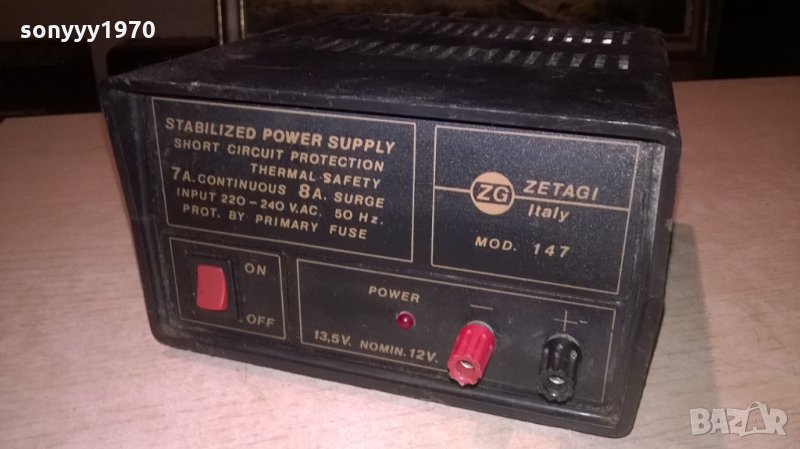 sonyyy1970
STABILIZED POWER SUPPLY
SHORT CIRCUIT PROTECTION
THERMAL SAFETY
7A. CONTINUOUS 8A. SURGE
INPUT 220-240 V.AC. 50 Hz.
PROT. BY PRIMARY FUSE
ZG ZETAGI
italy
MOD. 147
ON
OFF
POWER
- +
13,5V. NOMIN. 12V.
BAZAR